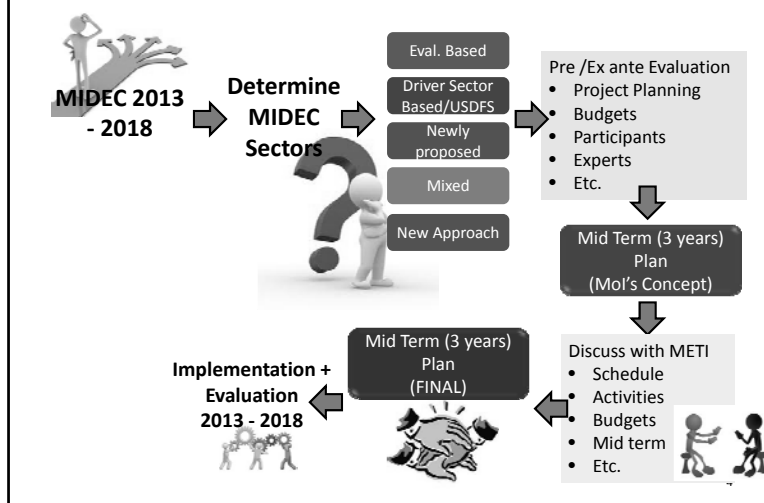 MIDEC 2013
- 2018
Determine
MIDEC
Sectors
Eval. Based
Driver Sector
Based/USDFS
Newly
proposed
Mixed
New Approach
Pre /Ex ante Evaluation
• Project Planning
• Budgets
• Participants
• Experts
• Etc.
Mid Term (3 years)
Plan
(MoI's Concept)
Discuss with METI
• Schedule
• Activities
• Budgets
• Mid term
• Etc.
Mid Term (3 years)
Plan
(FINAL)
Implementation +
Evaluation
2013 - 2018
4